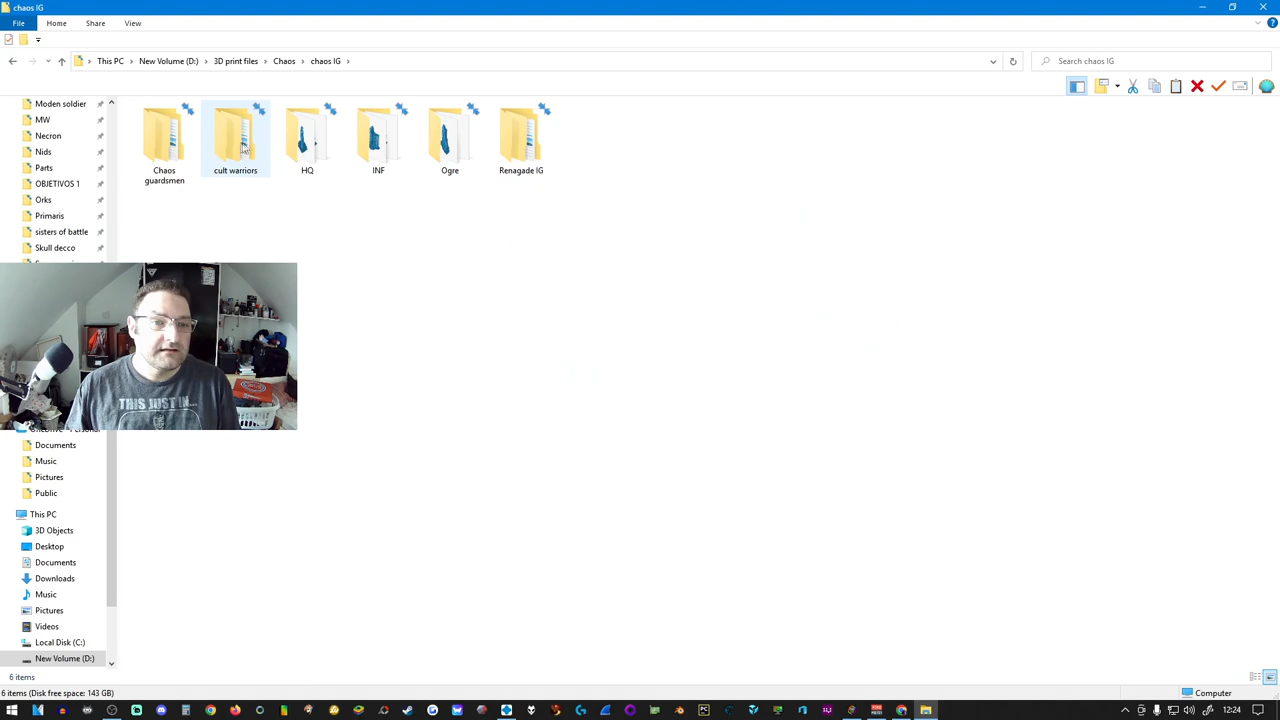 chaos IG
File Home Share View
This PC New Volume (D:) 3D print files Chaos chaos IG
Search chaos IG
Moden soldier
MW
Necron
Nids
Parts
OBJETIVOS 1
Orks
Primaris
sisters of battle
Skull decco
Chaos guardsmen
cult warriors
HQ
INF
Ogre
Renagade IG
THIS JUST IN...
Documents
Music
Pictures
Public
This PC
3D Objects
Desktop
Documents
Downloads
Music
Pictures
Videos
Local Disk (C:)
New Volume (D:)
6 items
6 items (Disk free space: 143 GB)
Computer
12:24